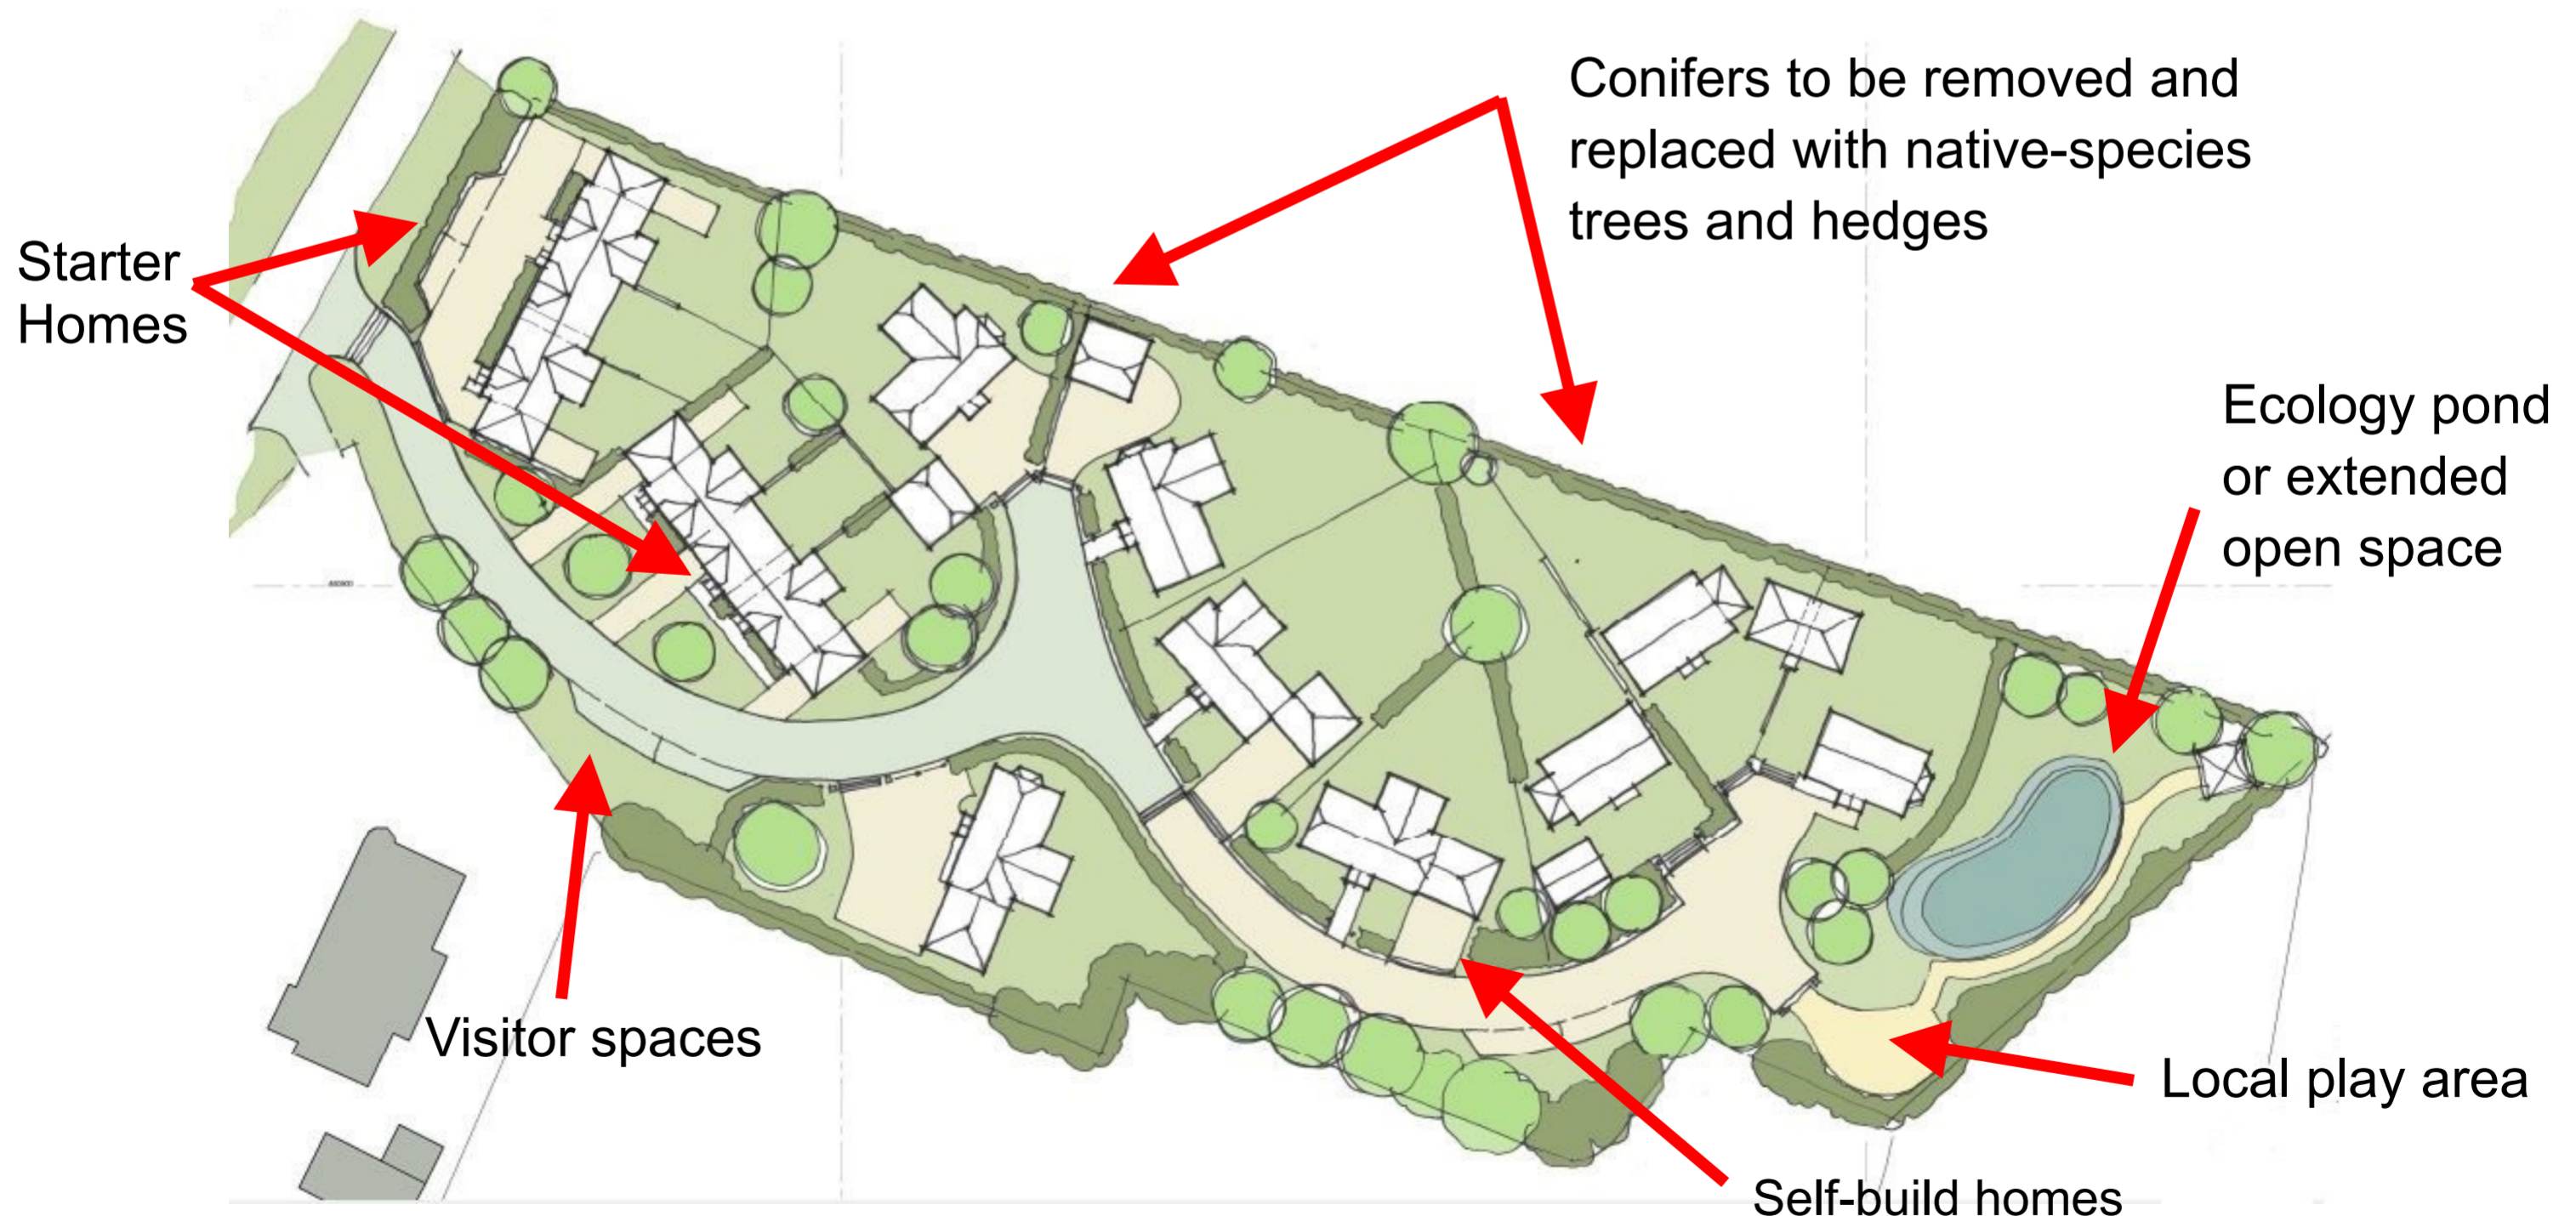 Conifers to be removed and
replaced with native-species
trees and hedges
Starter
Homes
Ecology pond
or extended
open space
Visitor spaces
Local play area
Self-build homes